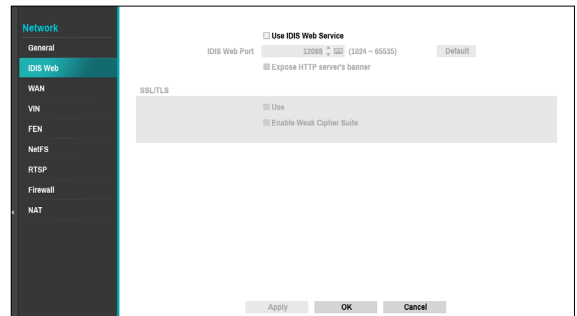 Network
General
IDIS Web
WAN
VIN
FEN
NetFS
RTSP
Firewall
NAT
Use IDIS Web Service
IDIS Web Port 12088 (1024 ~ 65535) Default
Expose HTTP server's banner
SSL/TLS
Use
Enable Weak Cipher Suite
Apply OK Cancel